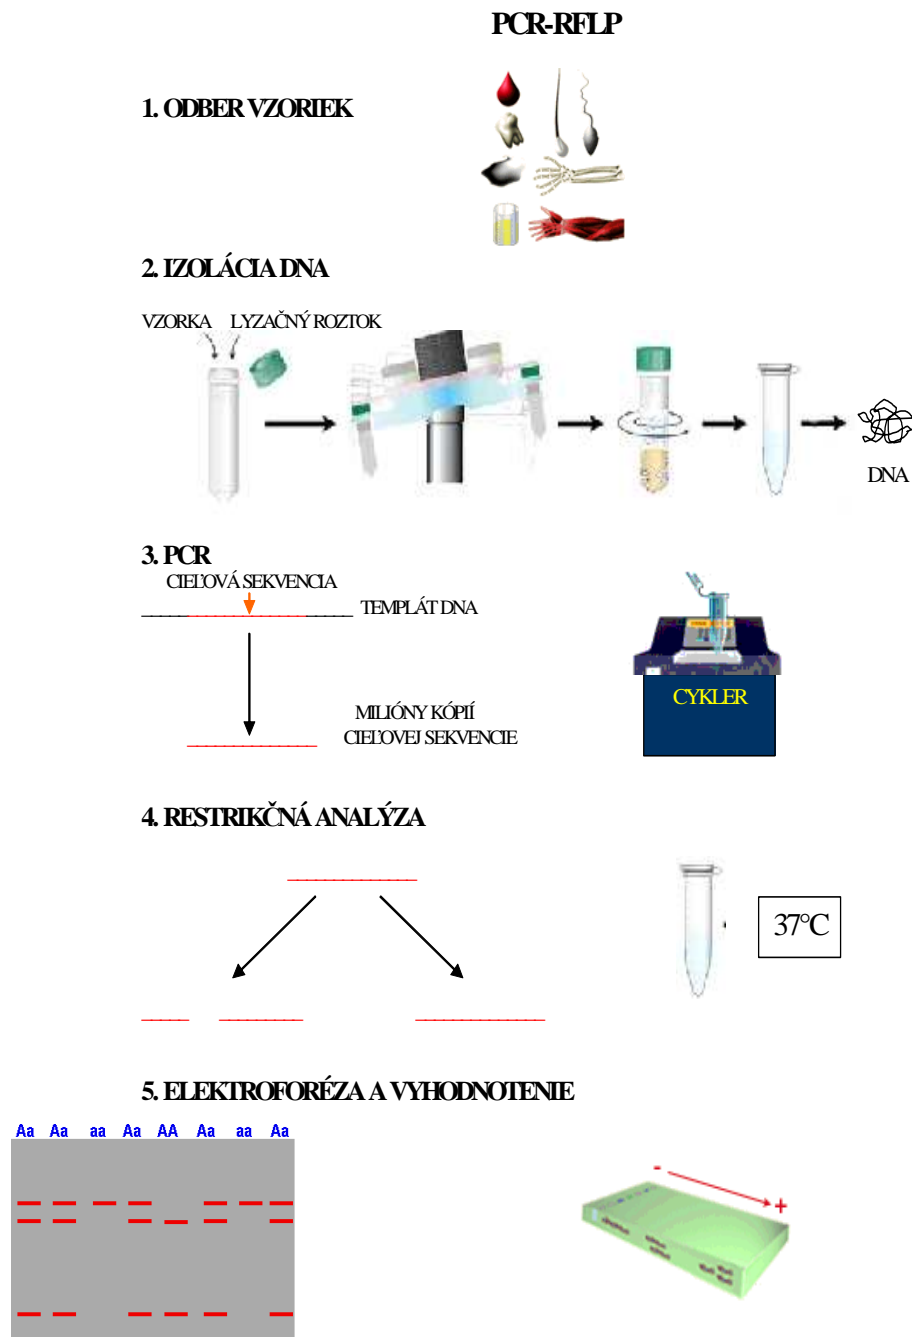 PCR-RFLP
1. ODBER VZORIEK
2. IZOLÁCIA DNA
VZORKA LYZAČNÝ ROZTOK
DNA
3. PCR
CIEĽOVÁ SEKVENCIA
TEMPLÁT DNA
CYKLER
MILIÓNY KÓPIÍ
CIEĽOVEJ SEKVENCIE
4. RESTRIKČNÁ ANALÝZA
37°C
5. ELEKTROFORÉZA A VYHODNOTENIE
Aa Aa aa Aa AA Aa aa Aa
- +